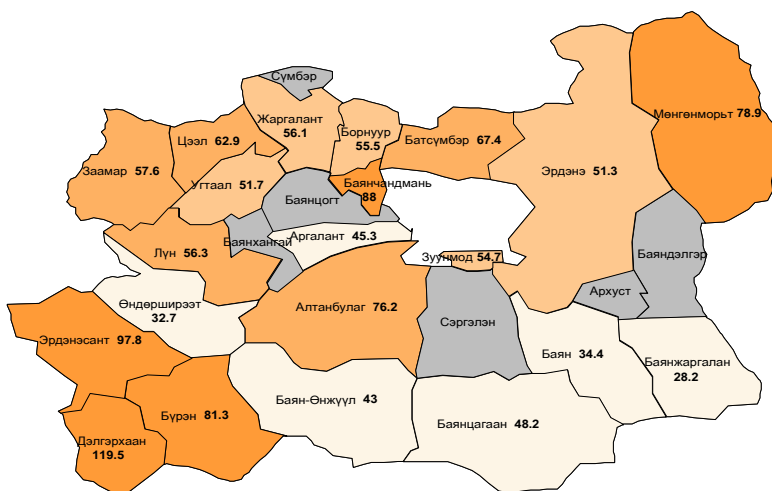 Сүмбэр
Мөнгөнморьт 78.9
Жаргалант
56.1
Борнуур
55.5
Батсүмбэр
67.4
Цээл
62.9
Заамар
57.6
Эрдэнэ
51.3
Угтаал 51.7
Баянчандмань
88
Баянцогт
Баянхангай
Аргалант
45.3
Лүн
56.3
Зуунмод 54.7
Баяндэлгэр
Өндөрширээт
32.7
Алтанбулаг 76.2
Архуст
Сэргэлэн
Эрдэнэсант
97.8
Баян 34.4
Баянжаргалан
28.2
Баян-Өнжүүл 43
Бүрэн 81.3
Баянцагаан 48.2
Дэлгэрхаан
119.5